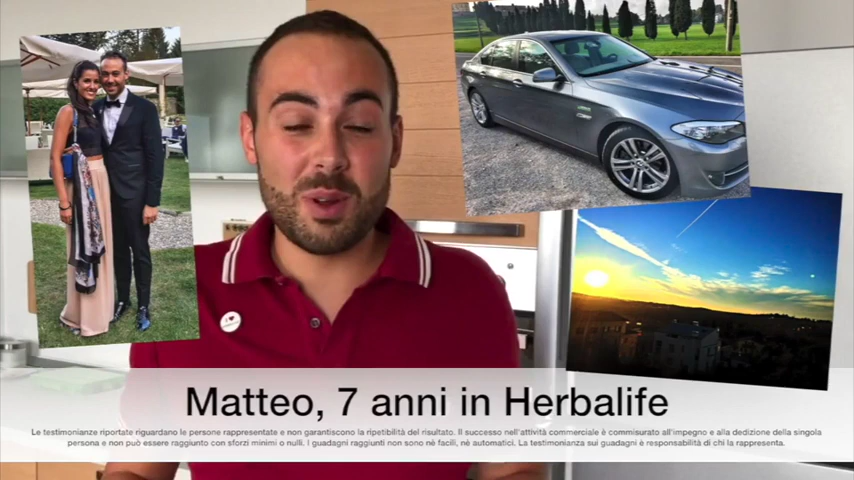 Matteo, 7 anni in Herbalife
Le testimonianze riportate riguardano le persone rappresentate e non garantiscono la ripetibilità del risultato. Il successo nell'attività commerciale è commisurato all'impegno e alla dedizione della singola
persona e non può essere raggiunto con sforzi minimi o nulli. I guadagni raggiunti non sono nè facili, nè automatici. La testimonianza sui guadagni è responsabilità di chi la rappresenta.